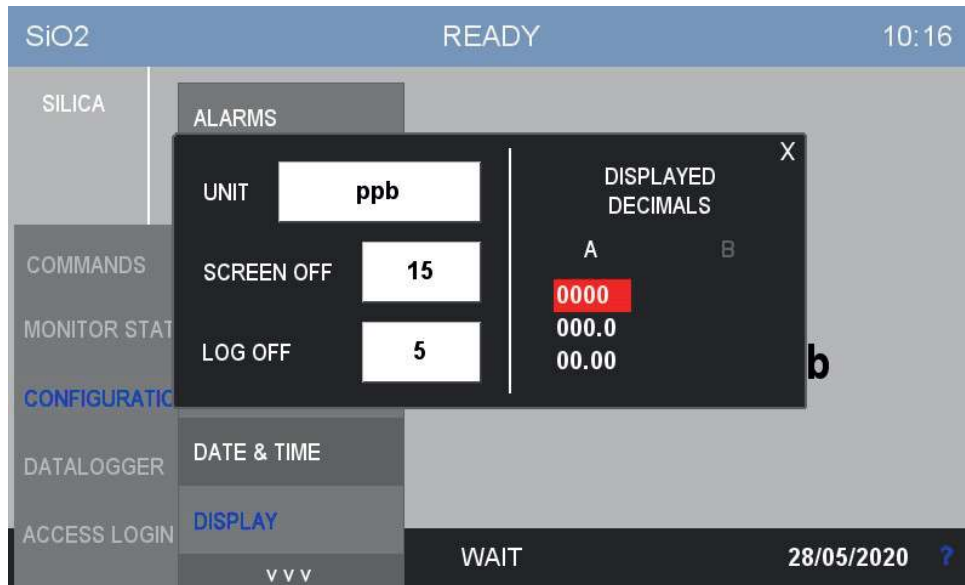 SiO2 READY 10:16
SILICA
ALARMS
X
UNIT ppb
DISPLAYED
DECIMALS
A B
SCREEN OFF 15
0000
000.0
00.00
LOG OFF 5
b
COMMANDS
MONITOR STAT
CONFIGURATIO
DATALOGGER
ACCESS LOGIN
DATE & TIME
DISPLAY
v v v
WAIT 28/05/2020 ?